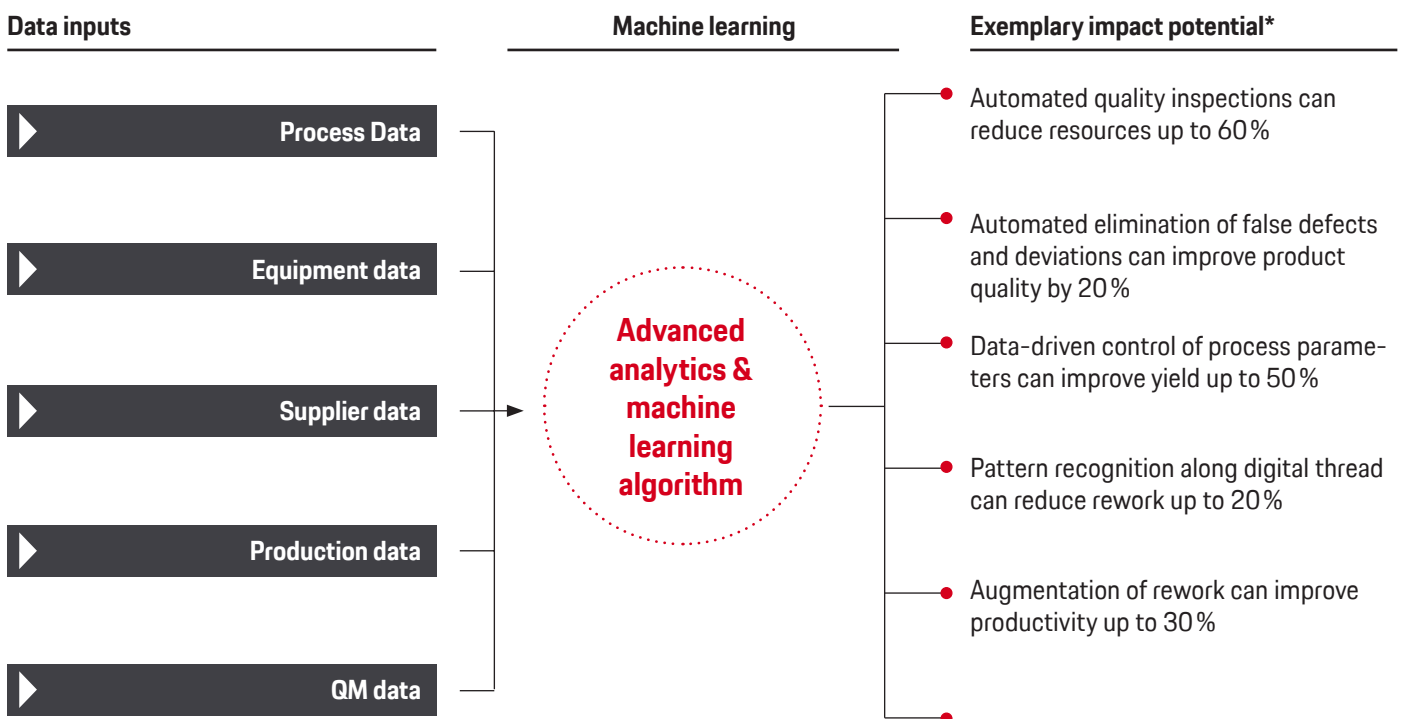 Data inputs
Machine learning
Exemplary impact potential*
Process Data
Equipment data
Supplier data
Production data
QM data
Advanced
analytics &
machine
learning
algorithm
Automated quality inspections can
reduce resources up to 60%
Automated elimination of false defects
and deviations can improve product
quality by 20%
Data-driven control of process parame-
ters can improve yield up to 50%
Pattern recognition along digital thread
can reduce rework up to 20%
Augmentation of rework can improve
productivity up to 30%